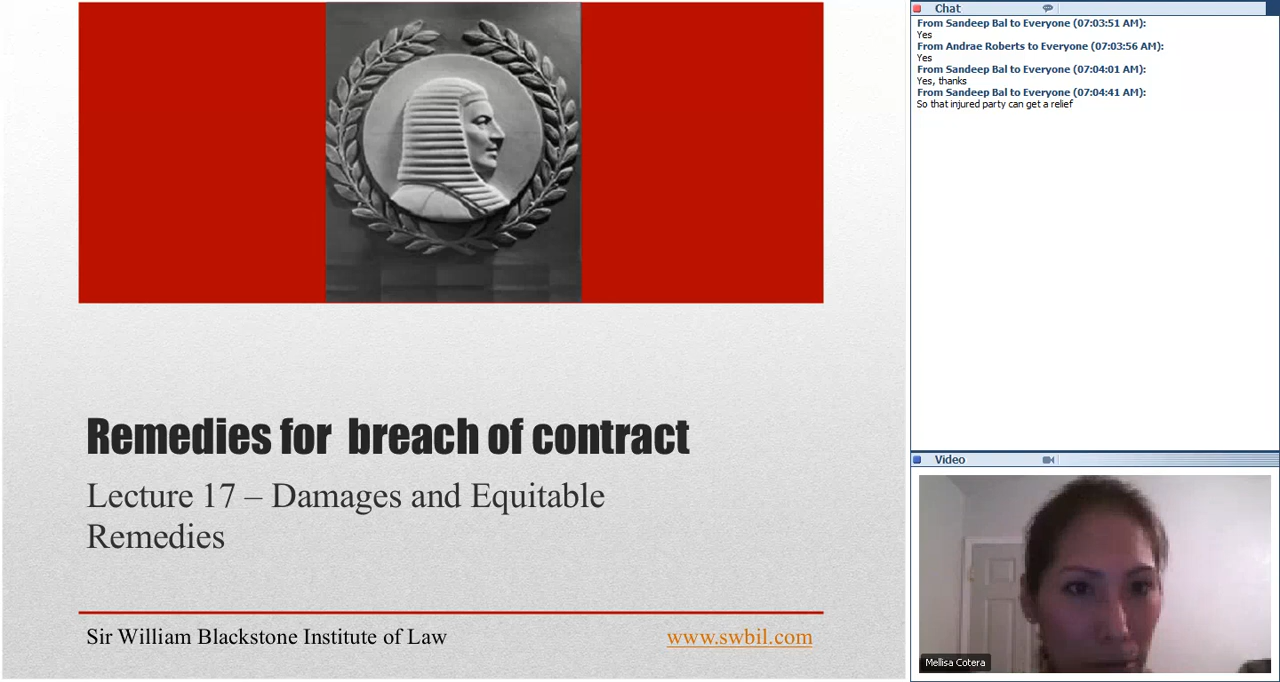 Remedies for  breach of contract
Lecture 17 – Damages and Equitable
Remedies
Sir William Blackstone Institute of Law
www.swbil.com
Chat
From Sandeep Bal to Everyone (07:03:51 AM):
Yes
From Andrae Roberts to Everyone (07:03:56 AM):
Yes
From Sandeep Bal to Everyone (07:04:01 AM):
Yes, thanks
From Sandeep Bal to Everyone (07:04:41 AM):
So that injured party can get a relief
Video
Mellisa Cotera